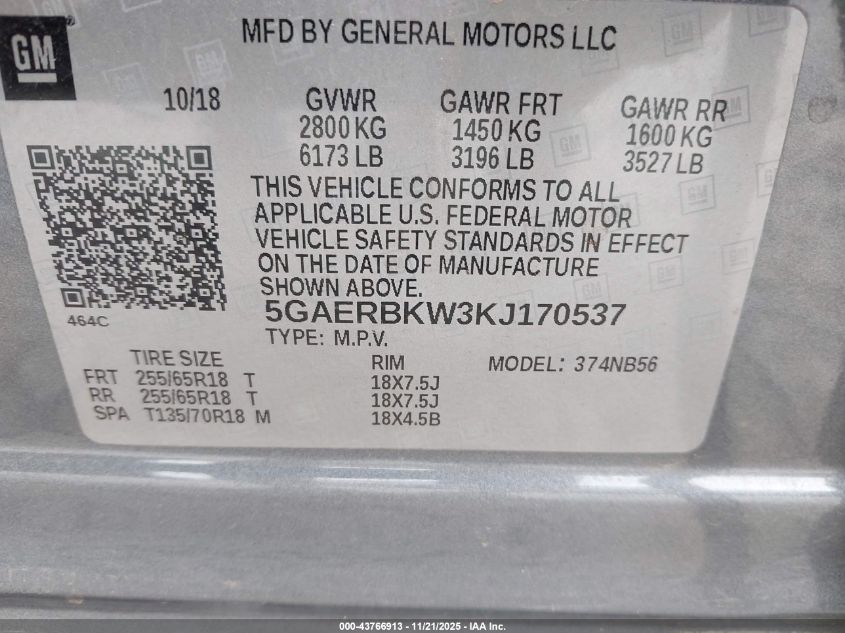 GM
MFD BY GENERAL MOTORS LLC
10/18 GVWR GAWR FRT GAWR RR
2800 KG 1450 KG 1600 KG
6173 LB 3196 LB 3527 LB
THIS VEHICLE CONFORMS TO ALL
APPLICABLE U.S. FEDERAL MOTOR
VEHICLE SAFETY STANDARDS IN EFFECT
ON THE DATE OF MANUFACTURE
SHOWN ABOVE.
464C
5GAERBKW3KJ170537
TYPE: M.P.V.
TIRE SIZE RIM MODEL: 374NB56
FRT 255/65R18 T 18X7.5J
RR 255/65R18 T 18X7.5J
SPA T135/70R18 M 18X4.5B
000-43766913 - 11/21/2025 - IAA Inc.